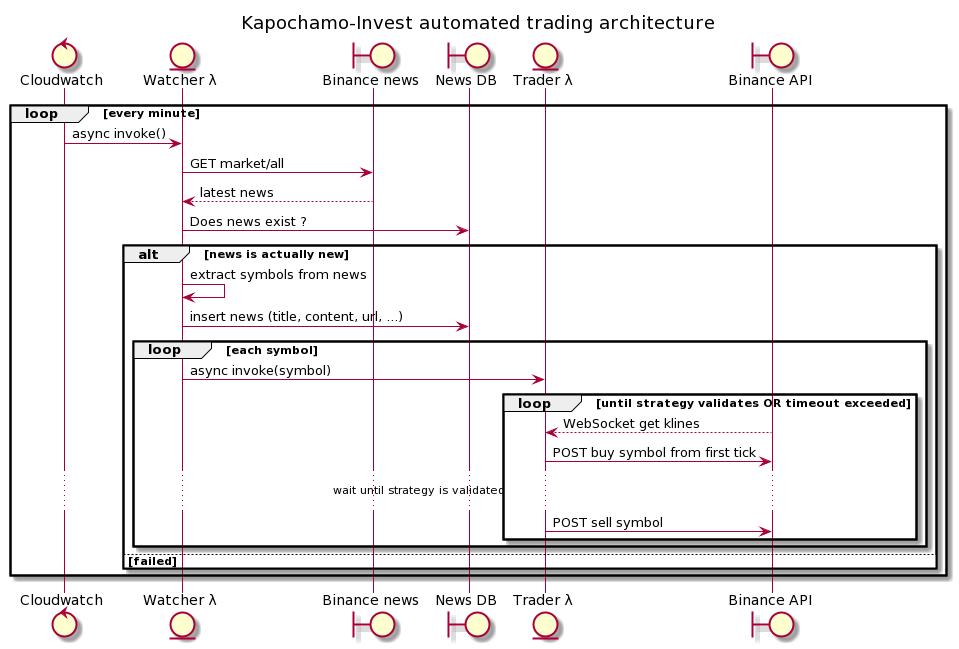 Kapochamo-Invest automated trading architecture
Cloudwatch
Watcher λ
Binance news
News DB
Trader λ
Binance API
loop
[every minute]
async invoke()
GET market/all
latest news
Does news exist ?
alt
[news is actually new]
extract symbols from news
insert news (title, content, url, ...)
loop
[each symbol]
async invoke(symbol)
loop
[until strategy validates OR timeout exceeded]
WebSocket get klines
POST buy symbol from first tick
wait until strategy is validated
POST sell symbol
[failed]
Cloudwatch
Watcher λ
Binance news
News DB
Trader λ
Binance API